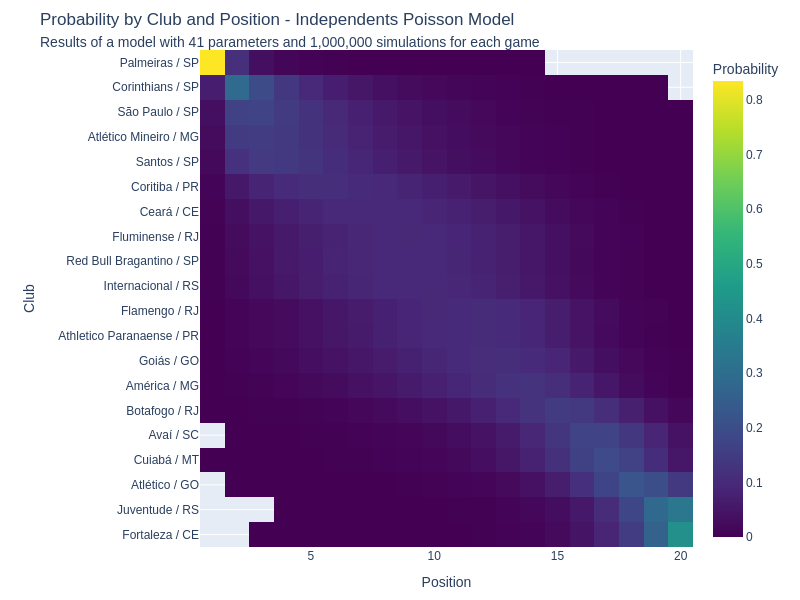 Probability by Club and Position - Independents Poisson Model
Results of a model with 41 parameters and 1,000,000 simulations for each game
Club
Palmeiras / SP
Corinthians / SP
São Paulo / SP
Atlético Mineiro / MG
Santos / SP
Coritiba / PR
Ceará / CE
Fluminense / RJ
Red Bull Bragantino / SP
Internacional / RS
Flamengo / RJ
Athletico Paranaense / PR
Goiás / GO
América / MG
Botafogo / RJ
Avaí / SC
Cuiabá / MT
Atlético / GO
Juventude / RS
Fortaleza / CE
5
10
15
20
Position
Probability
0.8
0.7
0.6
0.5
0.4
0.3
0.2
0.1
0